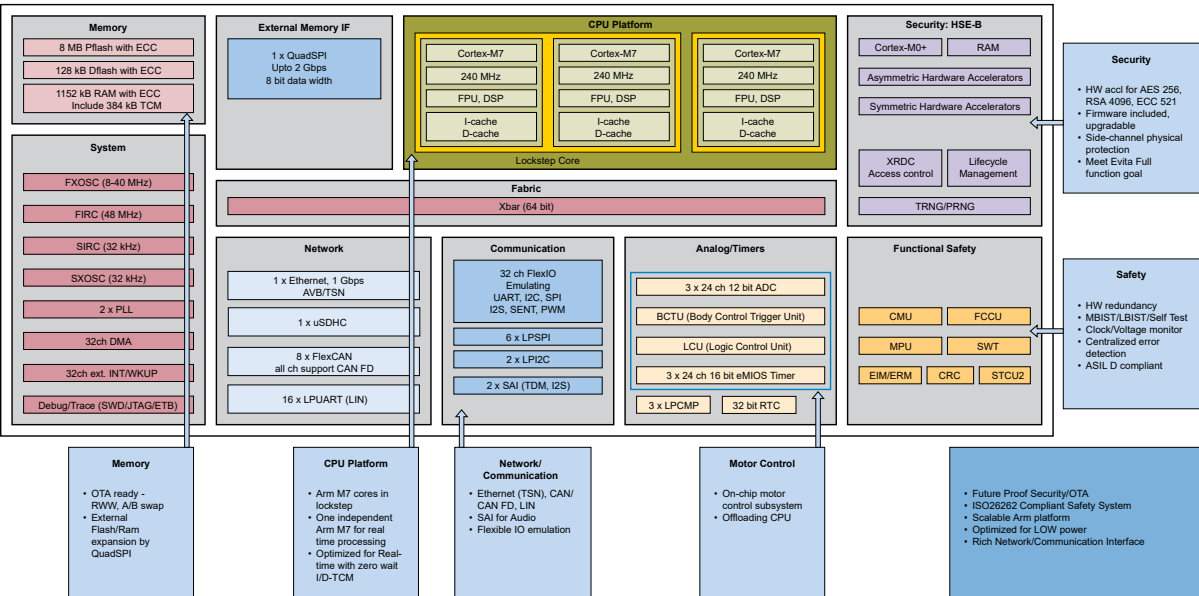 Memory
8 MB Pflash with ECC
128 kB Dflash with ECC
1152 kB RAM with ECC
Include 384 kB TCM
External Memory IF
1 x QuadSPI
Upto 2 Gbps
8 bit data width
CPU Platform
Cortex-M7
240 MHz
FPU, DSP
I-cache
D-cache
Cortex-M7
240 MHz
FPU, DSP
I-cache
D-cache
Cortex-M7
240 MHz
FPU, DSP
I-cache
D-cache
Lockstep Core
Security: HSE-B
Cortex-M0+
RAM
Asymmetric Hardware Accelerators
Symmetric Hardware Accelerators
XRDC
Access control
Lifecycle
Management
TRNG/PRNG
Security
• HW accl for AES 256,
RSA 4096, ECC 521
• Firmware included,
upgradable
• Side-channel physical
protection
• Meet Evita Full
function goal
System
FXOSC (8-40 MHz)
FIRC (48 MHz)
SIRC (32 kHz)
SXOSC (32 kHz)
2 x PLL
32ch DMA
32ch ext. INT/WKUP
Debug/Trace (SWD/JTAG/ETB)
Fabric
Xbar (64 bit)
Network
1 x Ethernet, 1 Gbps
AVB/TSN
1 x uSDHC
8 x FlexCAN
all ch support CAN FD
16 x LPUART (LIN)
Communication
32 ch FlexIO
Emulating
UART, I2C, SPI
I2S, SENT, PWM
6 x LPSPI
2 x LPI2C
2 x SAI (TDM, I2S)
Analog/Timers
3 x 24 ch 12 bit ADC
BCTU (Body Control Trigger Unit)
LCU (Logic Control Unit)
3 x 24 ch 16 bit eMIOS Timer
3 x LPCMP
32 bit RTC
Functional Safety
CMU
FCCU
MPU
SWT
EIM/ERM
CRC
STCU2
Safety
• HW redundancy
• MBIST/LBIST/Self Test
• Clock/Voltage monitor
• Centralized error
detection
• ASIL D compliant
Memory
• OTA ready -
RWW, A/B swap
• External
Flash/Ram
expansion by
QuadSPI
CPU Platform
• Arm M7 cores in
lockstep
• One independent
Arm M7 for real
time processing
• Optimized for Real-
time with zero wait
I/D-TCM
Network/
Communication
• Ethernet (TSN), CAN/
CAN FD, LIN
• SAI for Audio
• Flexible IO emulation
Motor Control
• On-chip motor
control subsystem
• Offloading CPU
• Future Proof Security/OTA
• ISO26262 Compliant Safety System
• Scalable Arm platform
• Optimized for LOW power
• Rich Network/Communication Interface